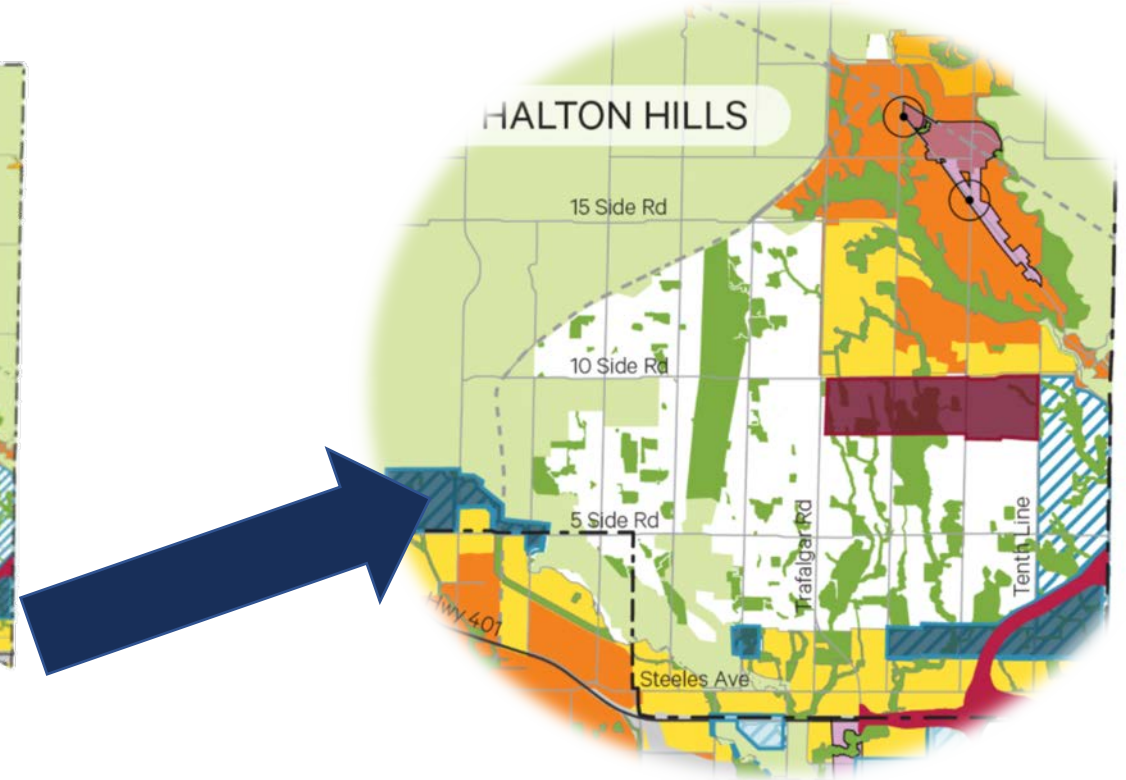 HALTON HILLS
15 Side Rd
10 Side Rd
5 Side Rd
Trafalgar Rd
Tenth Line
Hwy 401
Steeles Ave